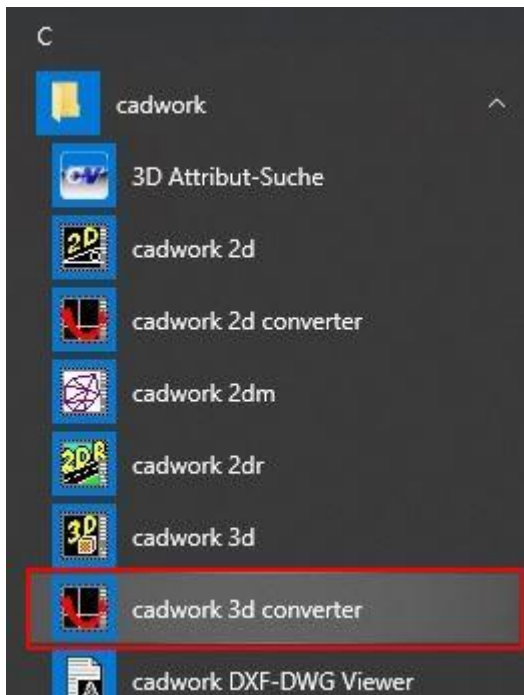 C
cadwork
3D Attribut-Suche
cadwork 2d
cadwork 2d converter
cadwork 2dm
cadwork 2dr
cadwork 3d
cadwork 3d converter
cadwork DXF-DWG Viewer